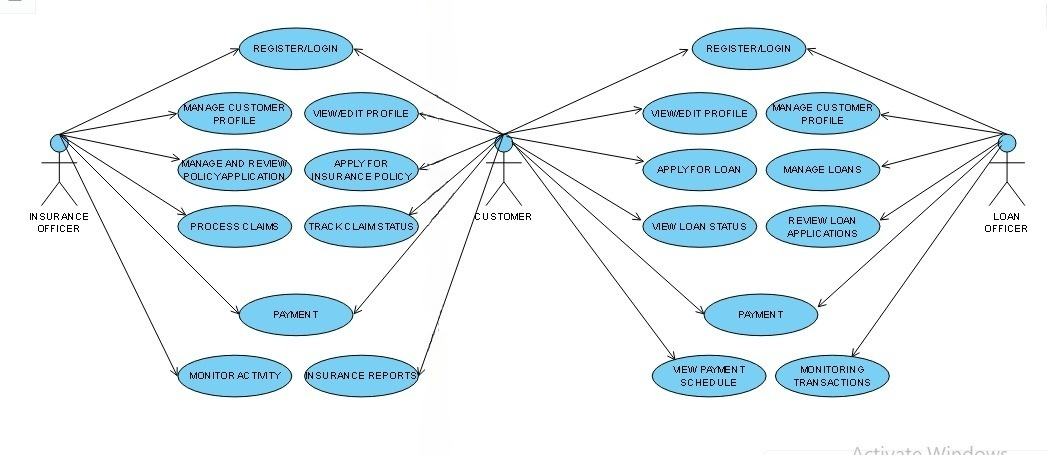 REGISTER/LOGIN
REGISTER/LOGIN
MANAGE CUSTOMER
PROFILE
VIEW/EDIT PROFILE
VIEW/EDIT PROFILE
MANAGE CUSTOMER
PROFILE
MANAGE AND REVIEW
POLICY APPLICATION
APPLY FOR
INSURANCE POLICY
APPLY FOR LOAN
MANAGE LOANS
INSURANCE
OFFICER
PROCESS CLAIMS
TRACK CLAIM STATUS
CUSTOMER
VIEW LOAN STATUS
REVIEW LOAN
APPLICATIONS
LOAN
OFFICER
PAYMENT
PAYMENT
MONITOR ACTIVITY
INSURANCE REPORTS
VIEW PAYMENT
SCHEDULE
MONITORING
TRANSACTIONS
Activate Windows